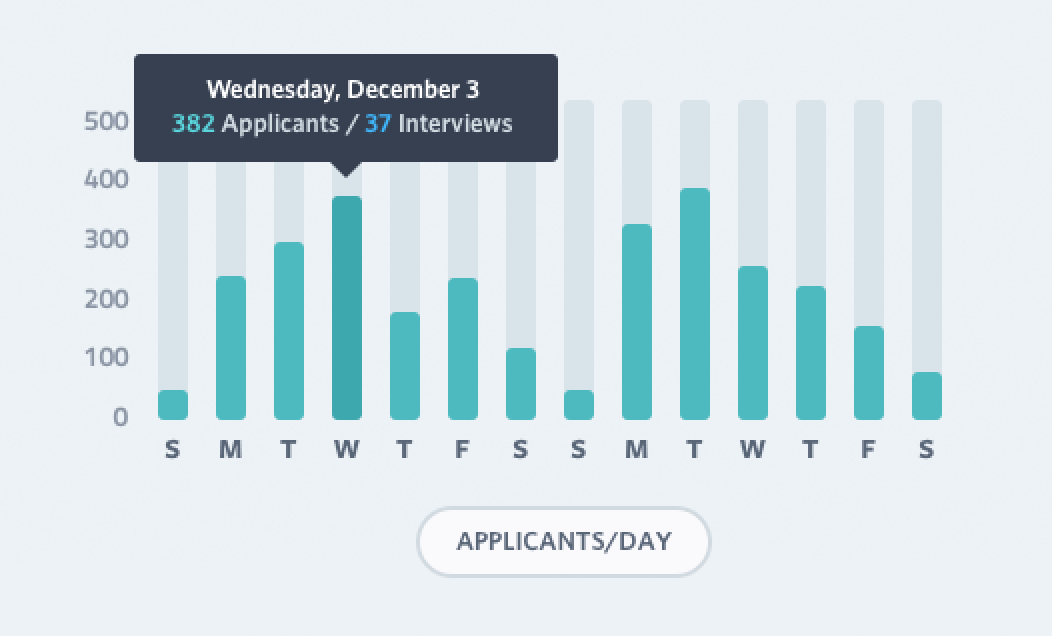 Wednesday, December 3
382 Applicants / 37 Interviews
500
400
300
200
100
0
S M T W T F S S M T W T F S
APPLICANTS/DAY